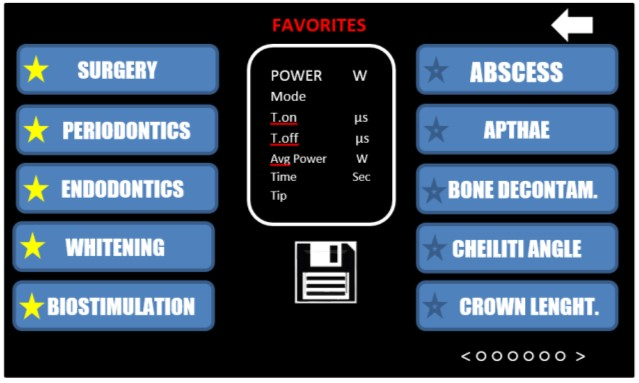 FAVORITES
SURGERY
PERIODONTICS
ENDODONTICS
WHITENING
BIOSTIMULATION
POWER W
Mode
T.on µs
T.off µs
Avg Power W
Time Sec
Tip
ABSCESS
APTHAE
BONE DECONTAM.
CHEILITI ANGLE
CROWN LENGHT.
< O O O O O O O >